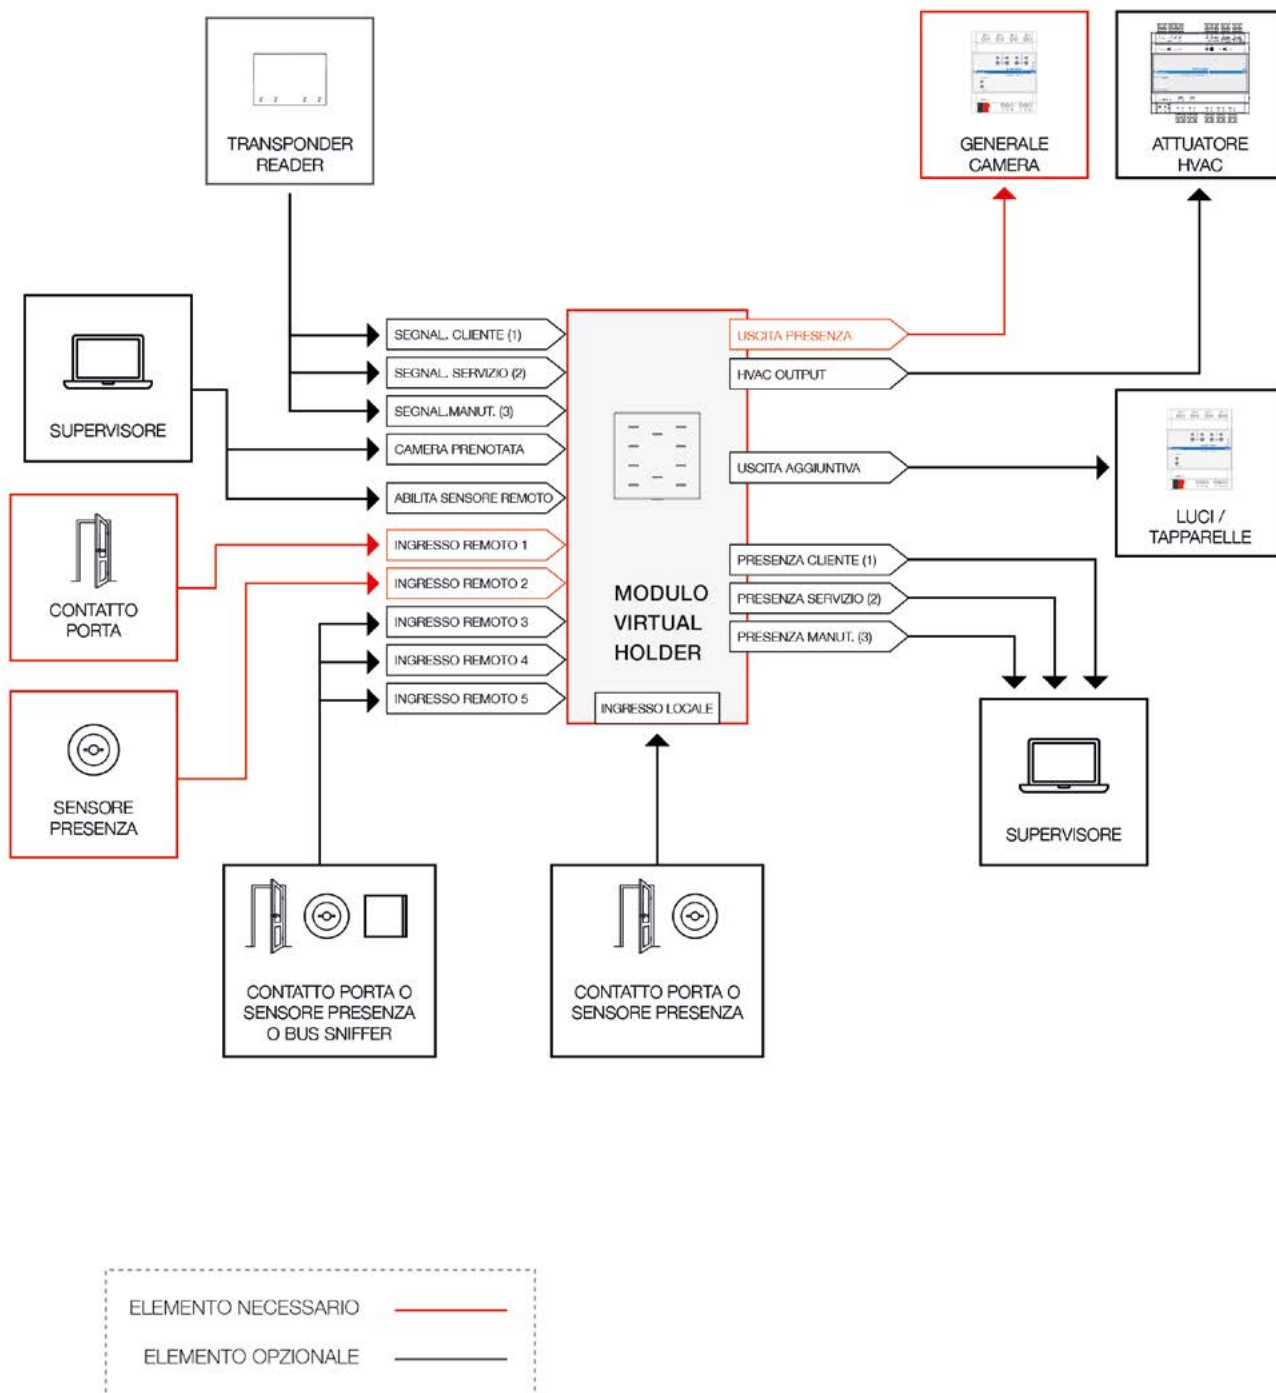 TRANSPONDER
READER
GENERALE
CAMERA
ATTUATORE
HVAC
SUPERVISORE
SEGNAL. CLIENTE (1)
SEGNAL. SERVIZIO (2)
SEGNAL.MANUT. (3)
CAMERA PRENOTATA
ABILITA SENSORE REMOTO
INGRESSO REMOTO 1
INGRESSO REMOTO 2
INGRESSO REMOTO 3
INGRESSO REMOTO 4
INGRESSO REMOTO 5
CONTATTO
PORTA
SENSORE
PRESENZA
MODULO
VIRTUAL
HOLDER
INGRESSO LOCALE
USCITA PRESENZA
HVAC OUTPUT
USCITA AGGIUNTIVA
PRESENZA CLIENTE (1)
PRESENZA SERVIZIO (2)
PRESENZA MANUT. (3)
LUCI /
TAPPARELLE
SUPERVISORE
CONTATTO PORTA O
SENSORE PRESENZA
O BUS SNIFFER
CONTATTO PORTA O
SENSORE PRESENZA
ELEMENTO NECESSARIO
ELEMENTO OPZIONALE